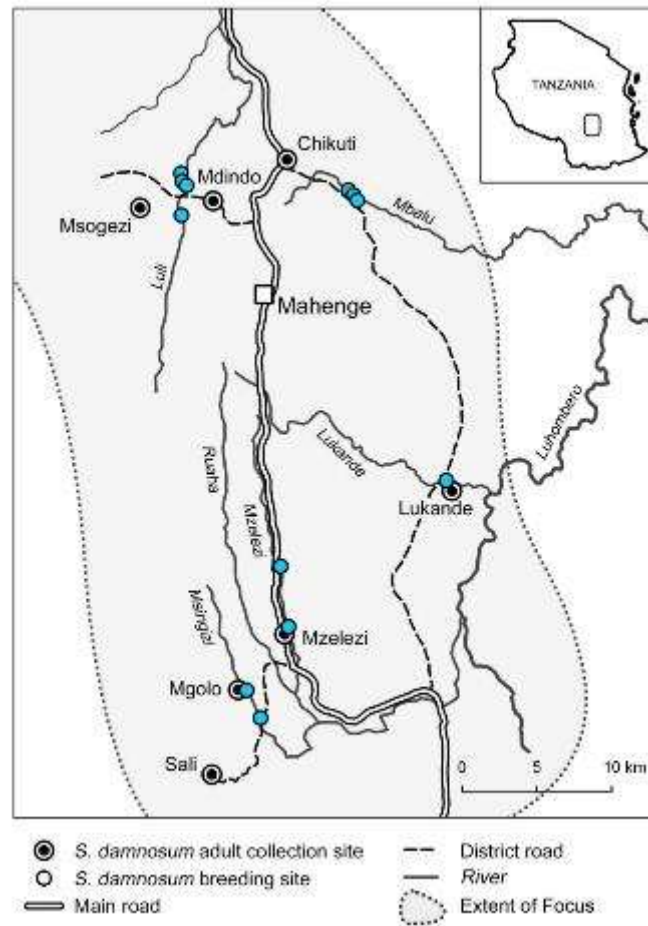 TANZANIA
Chikuti
Mdindo
Msogezi
Mbalu
Luli
Mahenge
Luhombero
Ruaha
Lukande
Mzelezi
Lukande
Msingizi
Mzelezi
Mgolo
Sali
0 5 10 km
S. damnosum adult collection site
S. damnosum breeding site
Main road
District road
River
Extent of Focus